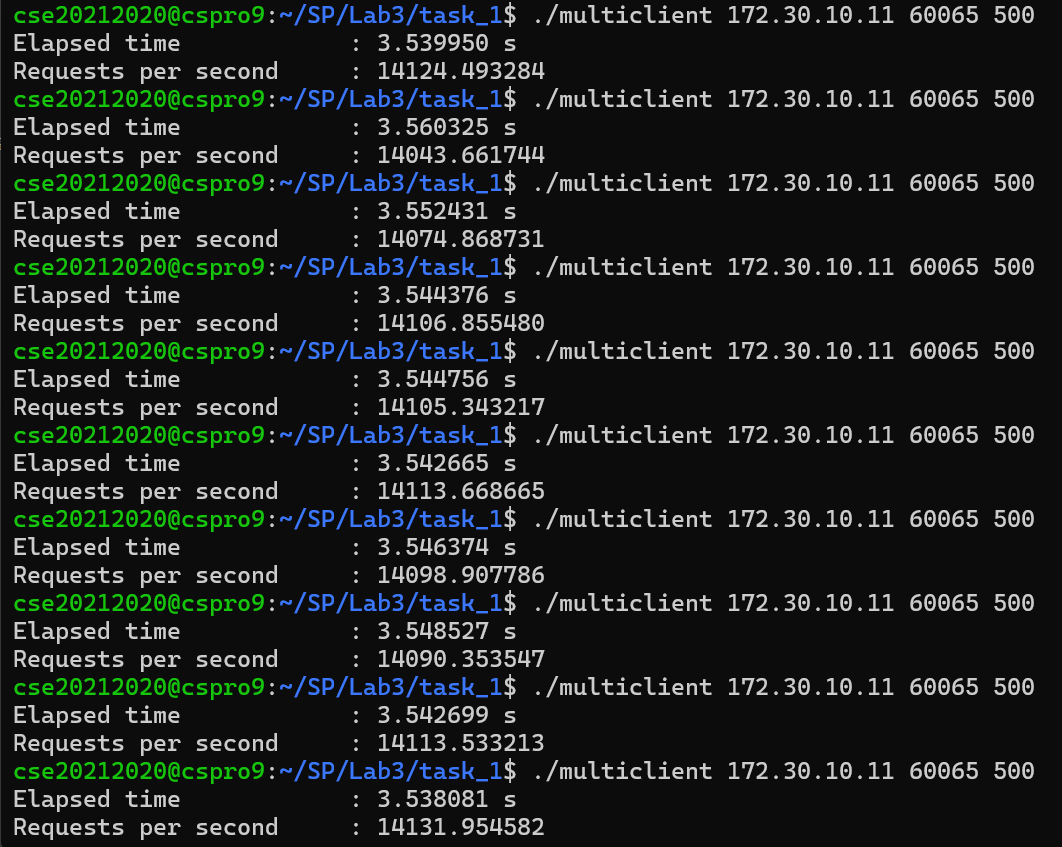 cse20212020@cspro9:~/SP/Lab3/task_1$ ./multiclient 172.30.10.11 60065 500
Elapsed time            : 3.539950 s
Requests per second     : 14124.493284
cse20212020@cspro9:~/SP/Lab3/task_1$ ./multiclient 172.30.10.11 60065 500
Elapsed time            : 3.560325 s
Requests per second     : 14043.661744
cse20212020@cspro9:~/SP/Lab3/task_1$ ./multiclient 172.30.10.11 60065 500
Elapsed time            : 3.552431 s
Requests per second     : 14074.868731
cse20212020@cspro9:~/SP/Lab3/task_1$ ./multiclient 172.30.10.11 60065 500
Elapsed time            : 3.544376 s
Requests per second     : 14106.855480
cse20212020@cspro9:~/SP/Lab3/task_1$ ./multiclient 172.30.10.11 60065 500
Elapsed time            : 3.544756 s
Requests per second     : 14105.343217
cse20212020@cspro9:~/SP/Lab3/task_1$ ./multiclient 172.30.10.11 60065 500
Elapsed time            : 3.542665 s
Requests per second     : 14113.668665
cse20212020@cspro9:~/SP/Lab3/task_1$ ./multiclient 172.30.10.11 60065 500
Elapsed time            : 3.546374 s
Requests per second     : 14098.907786
cse20212020@cspro9:~/SP/Lab3/task_1$ ./multiclient 172.30.10.11 60065 500
Elapsed time            : 3.548527 s
Requests per second     : 14090.353547
cse20212020@cspro9:~/SP/Lab3/task_1$ ./multiclient 172.30.10.11 60065 500
Elapsed time            : 3.542699 s
Requests per second     : 14113.533213
cse20212020@cspro9:~/SP/Lab3/task_1$ ./multiclient 172.30.10.11 60065 500
Elapsed time            : 3.538081 s
Requests per second     : 14131.954582